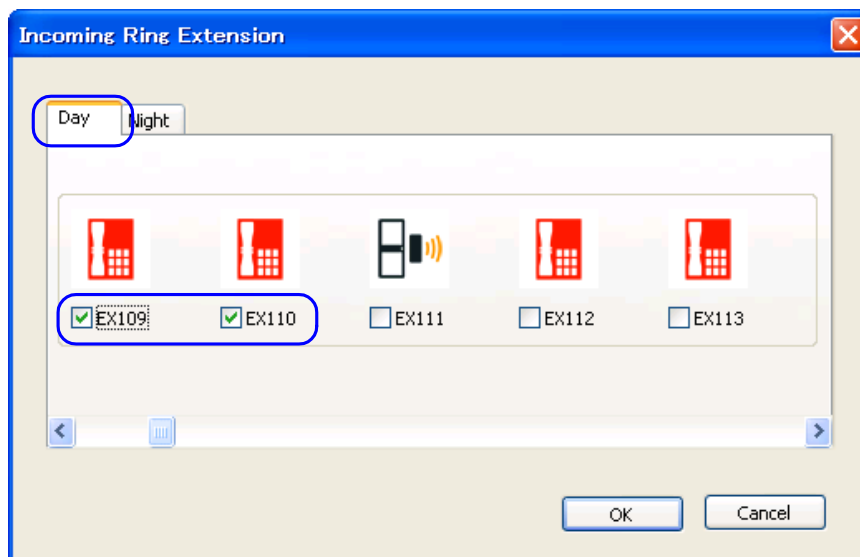 Incoming Ring Extension
Day Night
EX109 EX110 EX111 EX112 EX113
OK Cancel